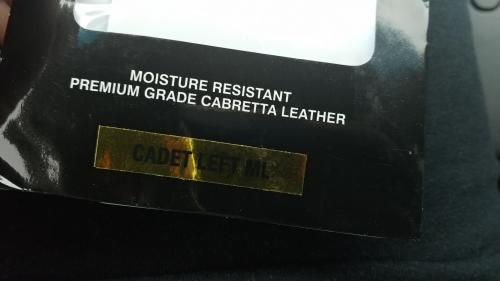 MOISTURE RESISTANT
PREMIUM GRADE CABRETTA LEATHER
CADET LEFT ML